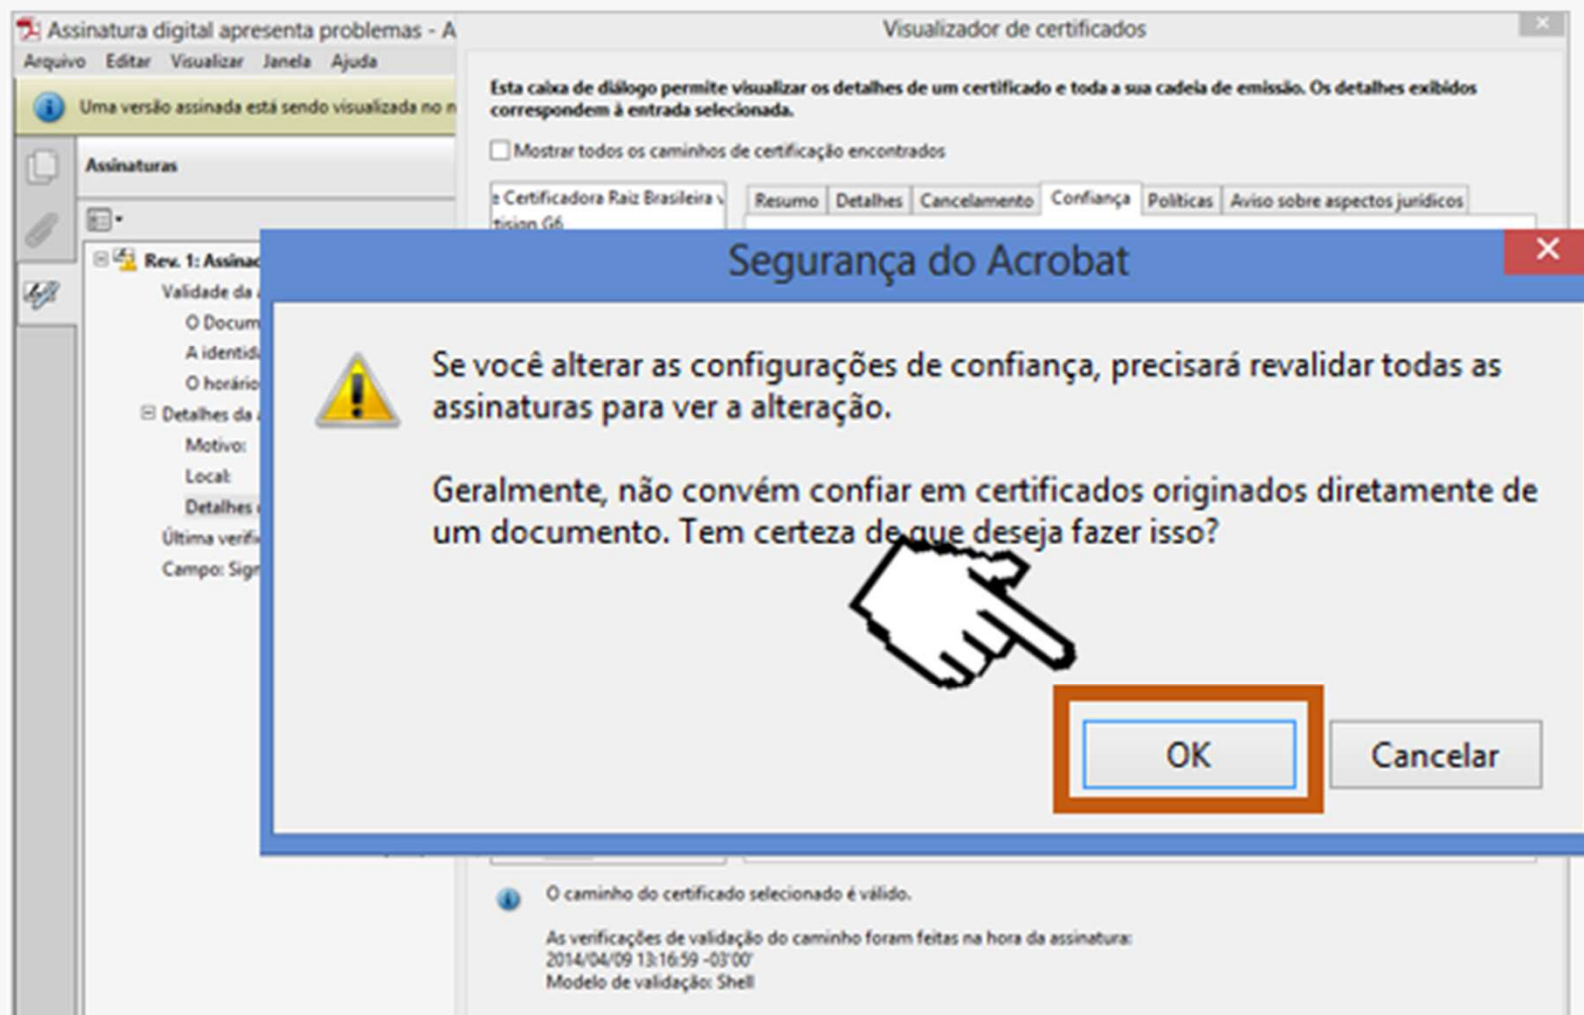 Assinatura digital apresenta problemas - A
Visualizador de certificados
Arquivo Editar Visualizar Janela Ajuda
Uma versão assinada está sendo visualizada no
Esta caixa de diálogo permite visualizar os detalhes de um certificado e toda a sua cadeia de emissão. Os detalhes exibidos
correspondem à entrada selecionada.
Mostrar todos os caminhos de certificação encontrados
Assinaturas
e Certificadora Raiz Brasileira v
tisign G6
Resumo Detalhes Cancelamento Confiança Políticas Aviso sobre aspectos jurídicos
Rev. 1: Assinac
Validade da
O Docum
A identid
O horário
Detalhes da
Motivo:
Local:
Detalhes
Última verifi
Campo: Sigr
Segurança do Acrobat
Se você alterar as configurações de confiança, precisará revalidar todas as
assinaturas para ver a alteração.
Geralmente, não convém confiar em certificados originados diretamente de
um documento. Tem certeza de que deseja fazer isso?
OK
Cancelar
O caminho do certificado selecionado é válido.
As verificações de validação do caminho foram feitas na hora da assinatura:
2014/04/09 13:16:59 -03'00'
Modelo de validação: Shell